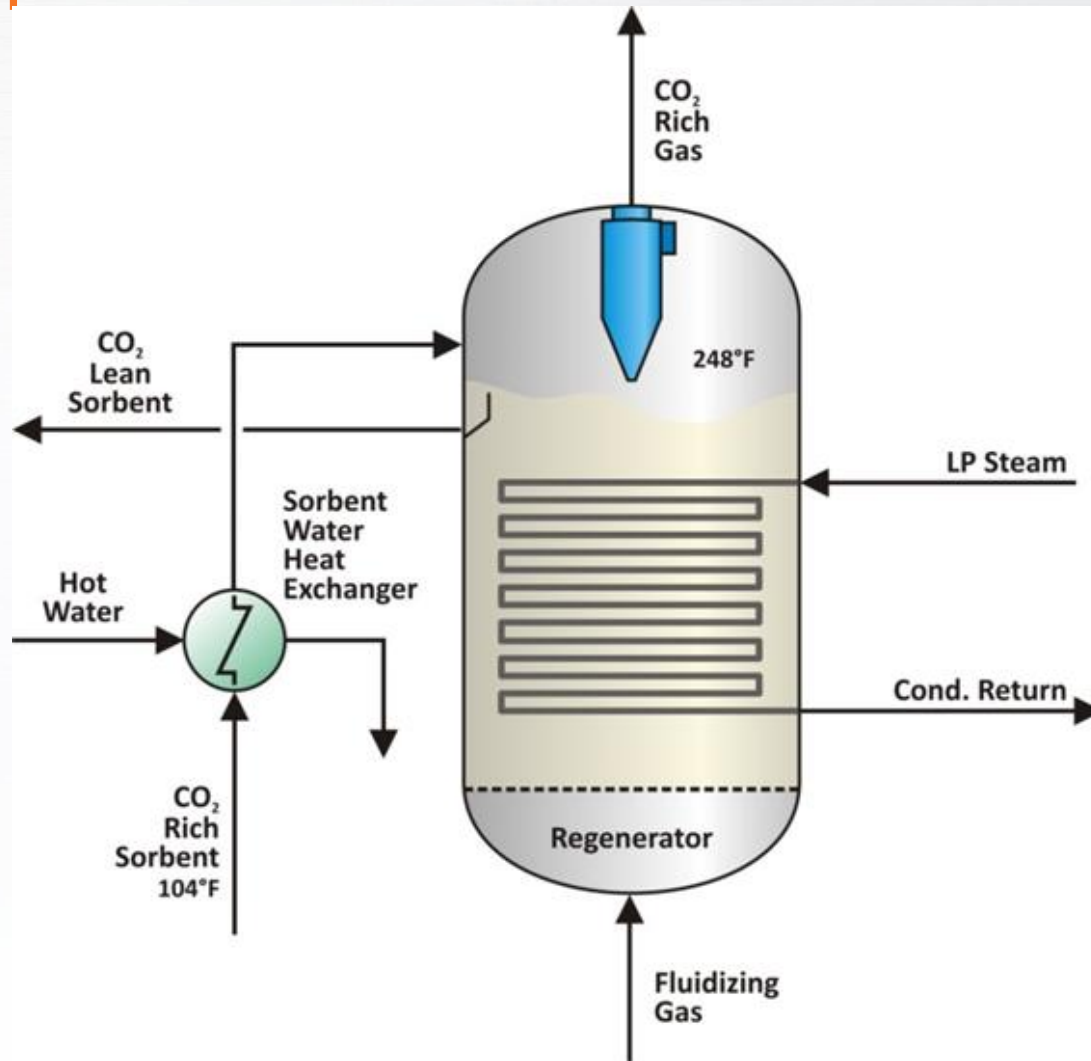 CO₂
Rich
Gas
248°F
CO₂
Lean
Sorbent
LP Steam
Sorbent
Water
Heat
Exchanger
Hot
Water
Cond. Return
CO₂
Rich
Sorbent
104°F
Regenerator
Fluidizing
Gas